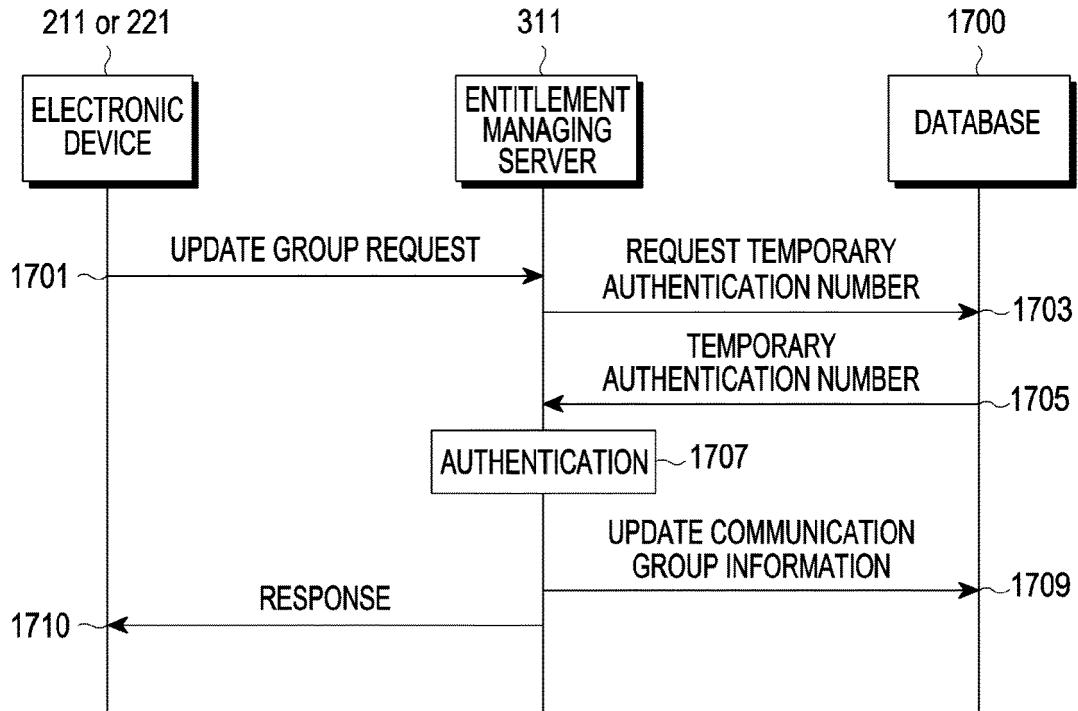 211 or 221
311
1700
ELECTRONIC
DEVICE
ENTITLEMENT
MANAGING
SERVER
DATABASE
UPDATE GROUP REQUEST
1701
REQUEST TEMPORARY
AUTHENTICATION NUMBER
1703
TEMPORARY
AUTHENTICATION NUMBER
1705
AUTHENTICATION
1707
UPDATE COMMUNICATION
GROUP INFORMATION
1709
RESPONSE
1710